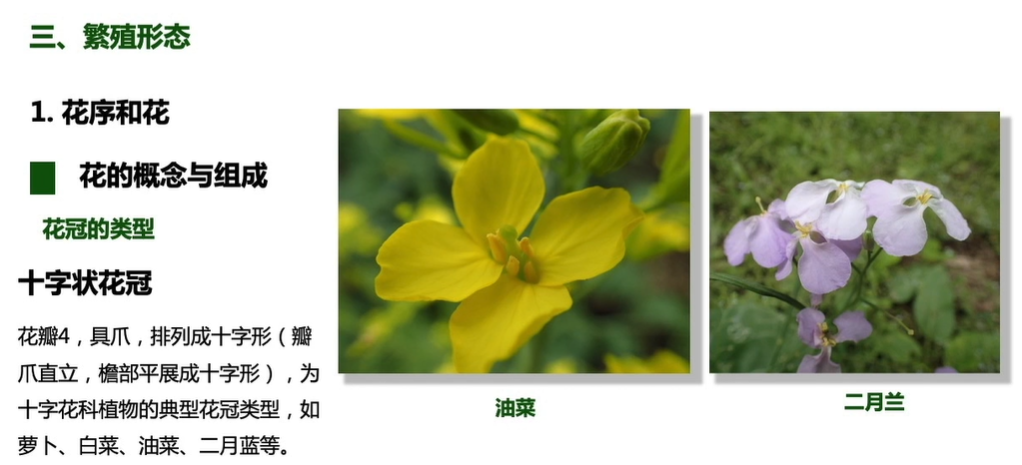 三、繁殖形态
1. 花序和花
花的概念与组成
花冠的类型
十字状花冠
花瓣4，具爪，排列成十字形（瓣
爪直立，檐部平展成十字形），为
十字花科植物的典型花冠类型，如
萝卜、白菜、油菜、二月蓝等。
油菜
二月兰